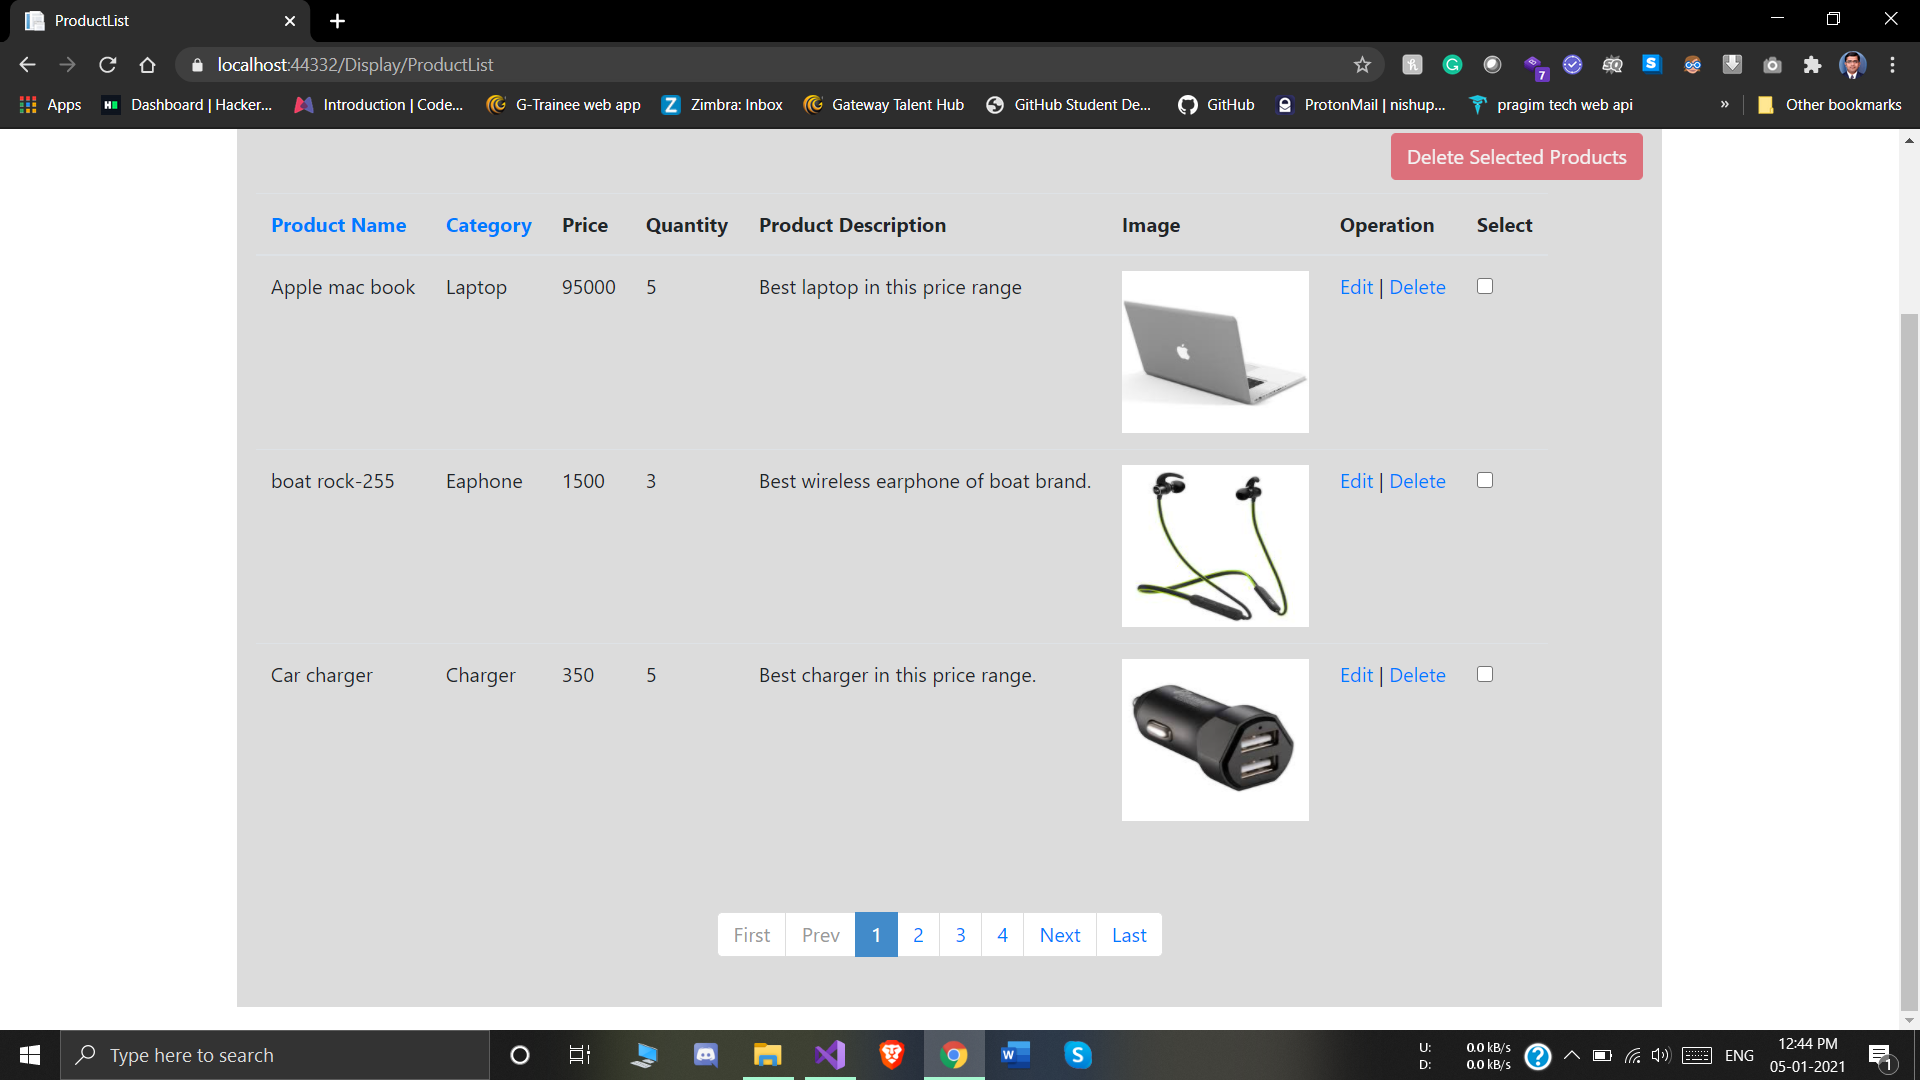 ProductList
localhost:44332/Display/ProductList
7
Apps Dashboard | Hacker... Introduction | Code... G-Trainee web app Zimbra: Inbox Gateway Talent Hub GitHub Student De... GitHub ProtonMail | nishup... pragim tech web api » Other bookmarks
Delete Selected Products
Product Name Category Price Quantity Product Description Image Operation Select
Apple mac book Laptop 95000 5 Best laptop in this price range Edit | Delete
boat rock-255 Eaphone 1500 3 Best wireless earphone of boat brand. Edit | Delete
Car charger Charger 350 5 Best charger in this price range. Edit | Delete
First Prev 1 2 3 4 Next Last
Type here to search
U: 0.0 kB/s
D: 0.0 kB/s
ENG
12:44 PM
05-01-2021
1